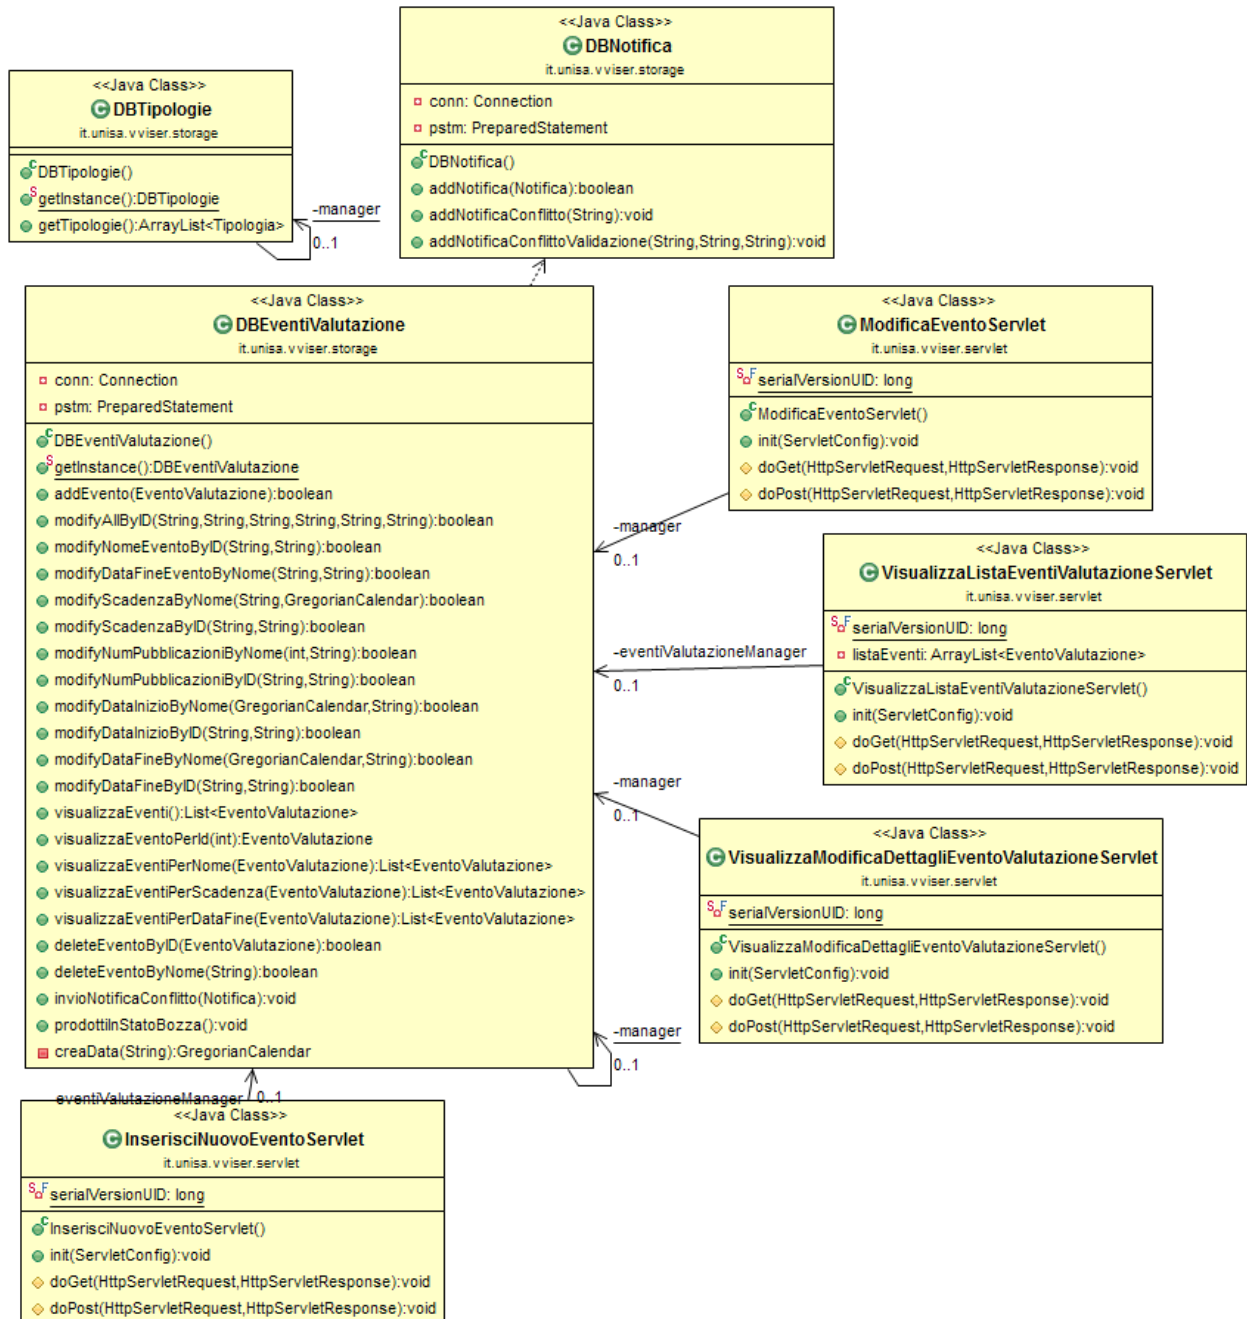 <<Java Class>>
DBNotifica
it.unisa.vviser.storage
conn: Connection
pstm: PreparedStatement
DBNotifica()
addNotifica(Notifica):boolean
addNotificaConflitto(String):void
addNotificaConflittoValidazione(String,String,String):void
<<Java Class>>
DBTipologie
it.unisa.vviser.storage
DBTipologie()
getInstance():DBTipologie
getTipologie():ArrayList<Tipologia>
-manager
0..1
<<Java Class>>
DBEventiValutazione
it.unisa.vviser.storage
conn: Connection
pstm: PreparedStatement
DBEventiValutazione()
getInstance():DBEventiValutazione
addEvento(EventoValutazione):boolean
modifyAllByID(String,String,String,String,String,String):boolean
modifyNomeEventoByID(String,String):boolean
modifyDataFineEventoByNome(String,String):boolean
modifyScadenzaByNome(String,GregorianCalendar):boolean
modifyScadenzaByID(String,String):boolean
modifyNumPubblicazioniByNome(int,String):boolean
modifyNumPubblicazioniByID(String,String):boolean
modifyDataInizioByNome(GregorianCalendar,String):boolean
modifyDataInizioByID(String,String):boolean
modifyDataFineByNome(GregorianCalendar,String):boolean
modifyDataFineByID(String,String):boolean
visualizzaEventi():List<EventoValutazione>
visualizzaEventoPerId(int):EventoValutazione
visualizzaEventiPerNome(EventoValutazione):List<EventoValutazione>
visualizzaEventiPerScadenza(EventoValutazione):List<EventoValutazione>
visualizzaEventiPerDataFine(EventoValutazione):List<EventoValutazione>
deleteEventoByID(EventoValutazione):boolean
deleteEventoByNome(String):boolean
invioNotificaConflitto(Notifica):void
prodottiInStatoBozza():void
creaData(String):GregorianCalendar
<<Java Class>>
ModificaEventoServlet
it.unisa.vviser.servlet
serialVersionUID: long
ModificaEventoServlet()
init(ServletConfig):void
doGet(HttpServletRequest,HttpServletResponse):void
doPost(HttpServletRequest,HttpServletResponse):void
-manager
0..1
<<Java Class>>
VisualizzaListaEventiValutazioneServlet
it.unisa.vviser.servlet
serialVersionUID: long
listaEventi: ArrayList<EventoValutazione>
VisualizzaListaEventiValutazioneServlet()
init(ServletConfig):void
doGet(HttpServletRequest,HttpServletResponse):void
doPost(HttpServletRequest,HttpServletResponse):void
-eventiValutazioneManager
0..1
-manager
0..1
<<Java Class>>
VisualizzaModificaDettagliEventoValutazioneServlet
it.unisa.vviser.servlet
serialVersionUID: long
VisualizzaModificaDettagliEventoValutazioneServlet()
init(ServletConfig):void
doGet(HttpServletRequest,HttpServletResponse):void
doPost(HttpServletRequest,HttpServletResponse):void
-manager
0..1
eventiValutazioneManager
0..1
<<Java Class>>
InserisciNuovoEventoServlet
it.unisa.vviser.servlet
serialVersionUID: long
InserisciNuovoEventoServlet()
init(ServletConfig):void
doGet(HttpServletRequest,HttpServletResponse):void
doPost(HttpServletRequest,HttpServletResponse):void